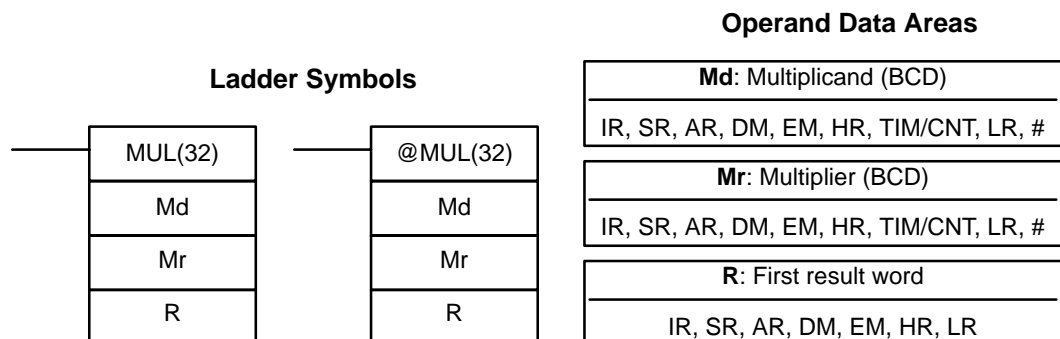 Operand Data Areas
Ladder Symbols
MUL(32)
Md
Mr
R
@MUL(32)
Md
Mr
R
Md: Multiplicand (BCD)
IR, SR, AR, DM, EM, HR, TIM/CNT, LR, #
Mr: Multiplier (BCD)
IR, SR, AR, DM, EM, HR, TIM/CNT, LR, #
R: First result word
IR, SR, AR, DM, EM, HR, LR